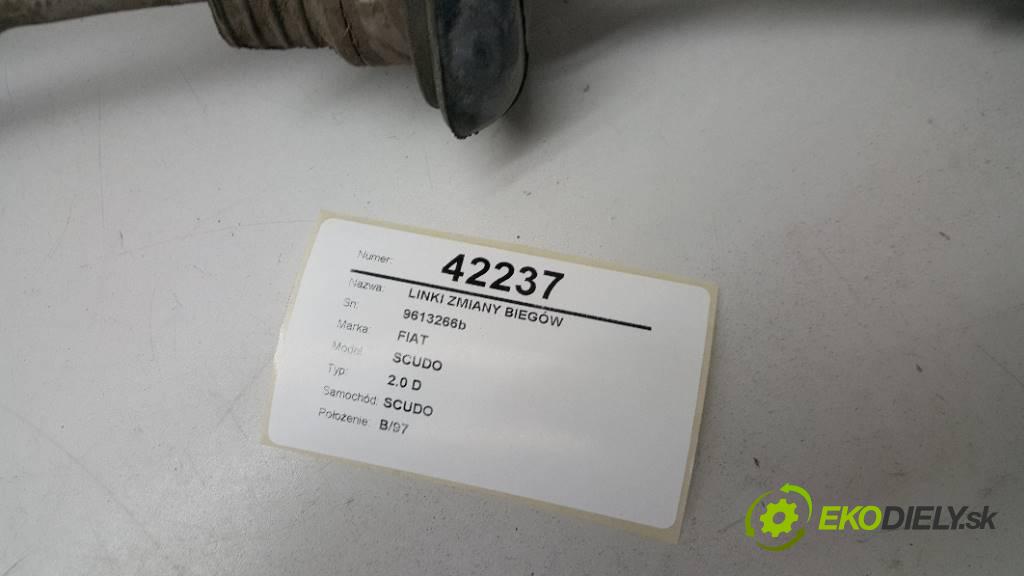 Numer: 42237
Nazwa: LINKI ZMIANY BIEGÓW
Sn: 9613266b
Marka: FIAT
Model: SCUDO
Typ: 2.0 D
Samochód: SCUDO
Położenie: B/97
EKODIELY.sk